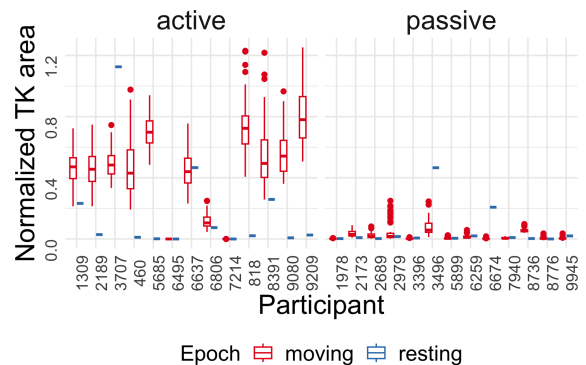 active passive
Normalized TK area
1.2
0.8
0.4
0.0
1309 2189 3707 460 5685 6495 6637 6806 7214 818 8391 9080 9209 1978 2173 2689 2979 3396 3496 5899 6259 6674 7940 8736 8776 9945
Participant
Epoch moving resting